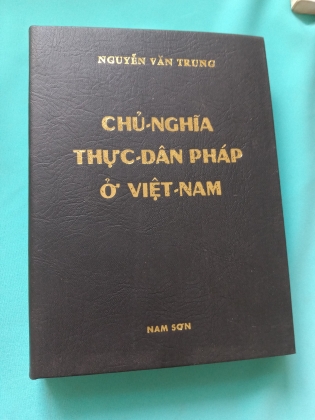 NGUYỄN VĂN TRUNG
CHỦ-NGHĨA
THỰC-DÂN PHÁP
Ở VIỆT-NAM
NAM SƠN